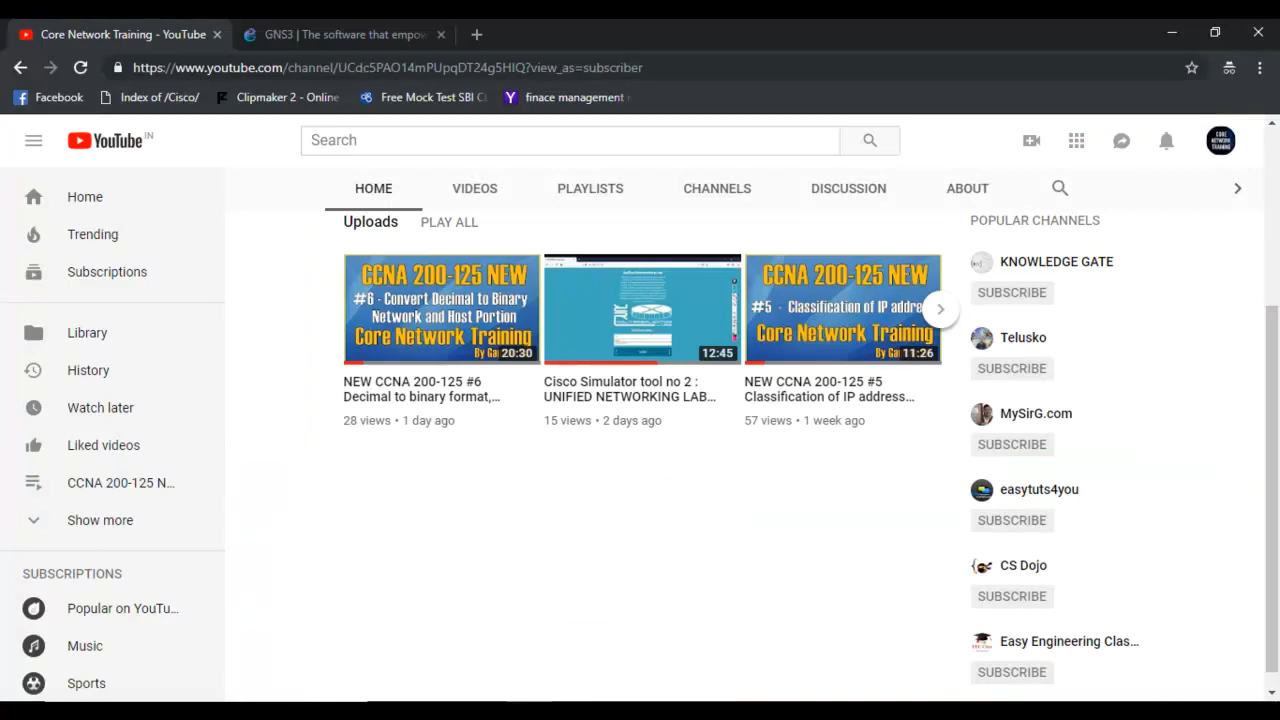 Core Network Training - YouTube
GNS3 | The software that empow
https://www.youtube.com/channel/UCdc5PAO14mPUpqDT24g5HIQ?view_as=subscriber
Facebook
Index of /Cisco/
Clipmaker 2 - Online
Free Mock Test SBI Cl
finace management
YouTube IN
Search
CORE NETWORK TRAINING
HOME
VIDEOS
PLAYLISTS
CHANNELS
DISCUSSION
ABOUT
Home
Trending
Subscriptions
Library
History
Watch later
Liked videos
CCNA 200-125 N...
Show more
SUBSCRIPTIONS
Popular on YouTu...
Music
Sports
Uploads PLAY ALL
CCNA 200-125 NEW
#6 - Convert Decimal to Binary
Network and Host Portion
Core Network Training
20:30
NEW CCNA 200-125 #6
Decimal to binary format,...
28 views • 1 day ago
12:45
Cisco Simulator tool no 2 :
UNIFIED NETWORKING LAB...
15 views • 2 days ago
CCNA 200-125 NEW
#5 - Classification of IP addre
Core Network Training
11:26
NEW CCNA 200-125 #5
Classification of IP address...
57 views • 1 week ago
POPULAR CHANNELS
KNOWLEDGE GATE
SUBSCRIBE
Telusko
SUBSCRIBE
MySirG.com
SUBSCRIBE
easytuts4you
SUBSCRIBE
CS Dojo
SUBSCRIBE
Easy Engineering Clas...
SUBSCRIBE